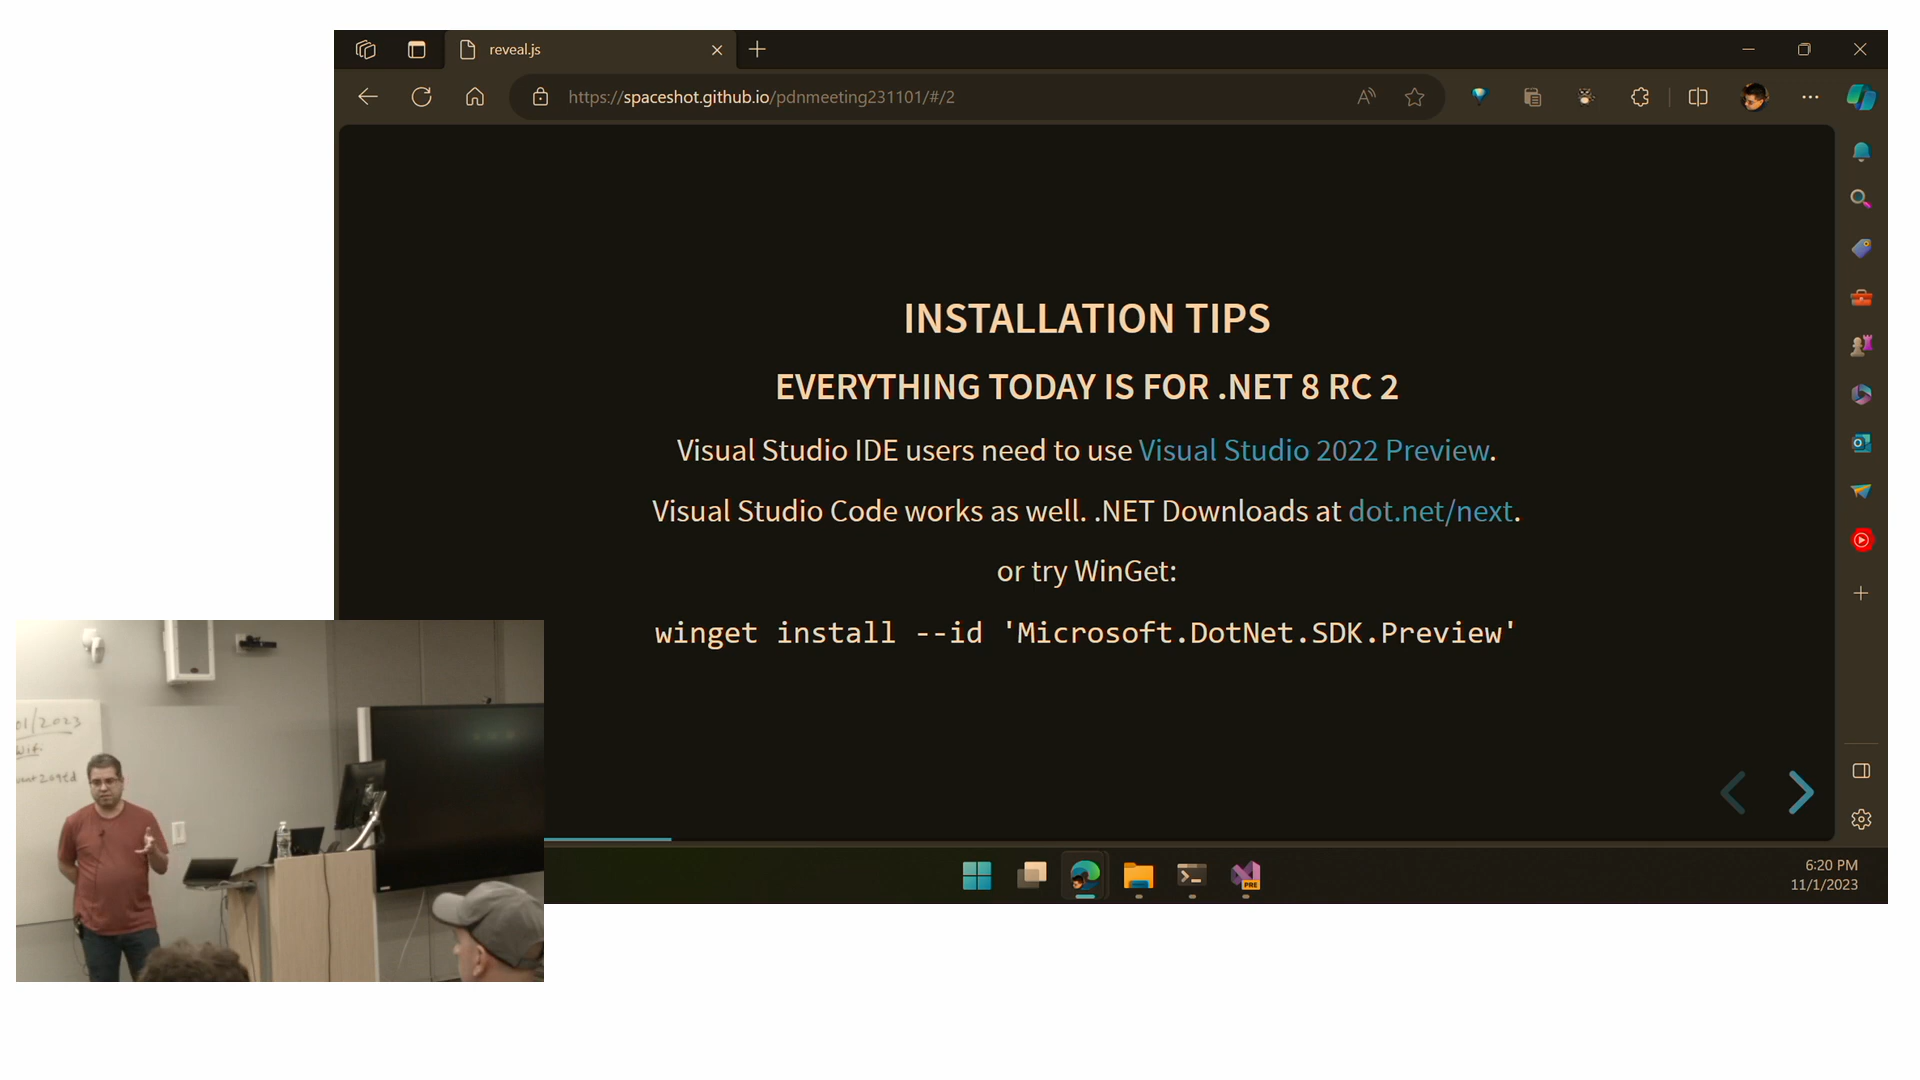 reveal.js
https://spaceshot.github.io/pdnmeeting231101/#/2
INSTALLATION TIPS
EVERYTHING TODAY IS FOR .NET 8 RC 2
Visual Studio IDE users need to use Visual Studio 2022 Preview.
Visual Studio Code works as well. .NET Downloads at dot.net/next.
or try WinGet:
winget install --id 'Microsoft.DotNet.SDK.Preview'
01/2023
PRE
6:20 PM
11/1/2023